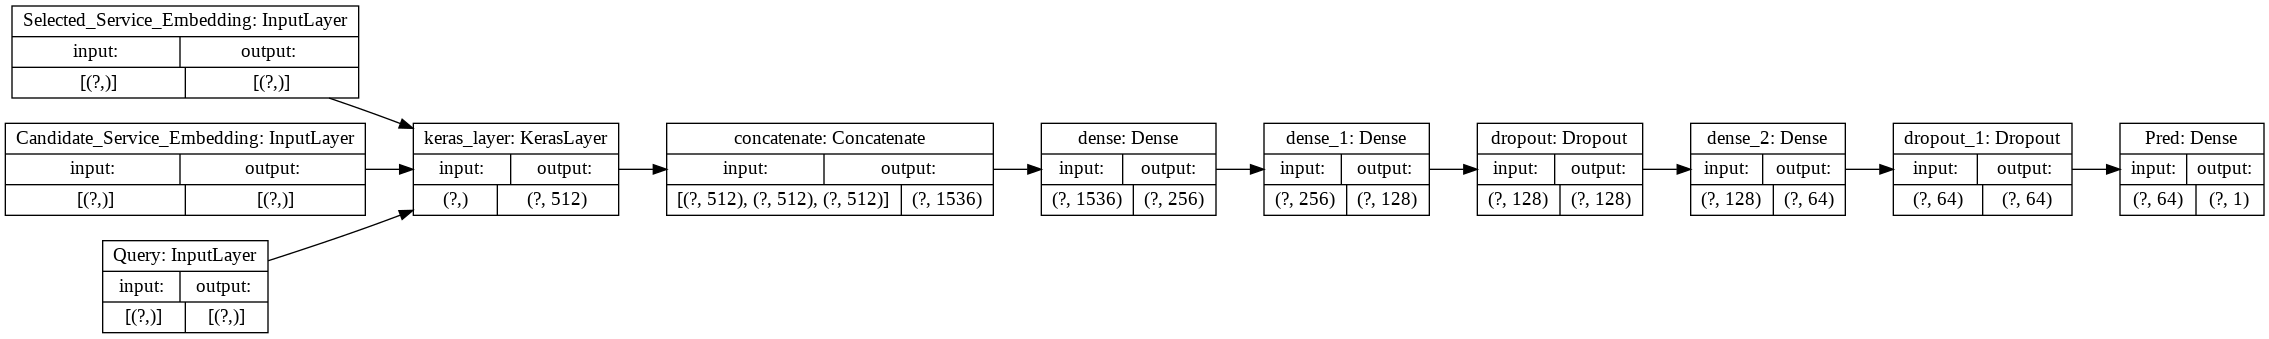 Selected_Service_Embedding: InputLayer
input: output:
[(?,)] [(?,)]
Candidate_Service_Embedding: InputLayer
input: output:
[(?,)] [(?,)]
Query: InputLayer
input: output:
[(?,)] [(?,)]
keras_layer: KerasLayer
input: output:
(?,) (?, 512)
concatenate: Concatenate
input: output:
[(?, 512), (?, 512), (?, 512)] (?, 1536)
dense: Dense
input: output:
(?, 1536) (?, 256)
dense_1: Dense
input: output:
(?, 256) (?, 128)
dropout: Dropout
input: output:
(?, 128) (?, 128)
dense_2: Dense
input: output:
(?, 128) (?, 64)
dropout_1: Dropout
input: output:
(?, 64) (?, 64)
Pred: Dense
input: output:
(?, 64) (?, 1)